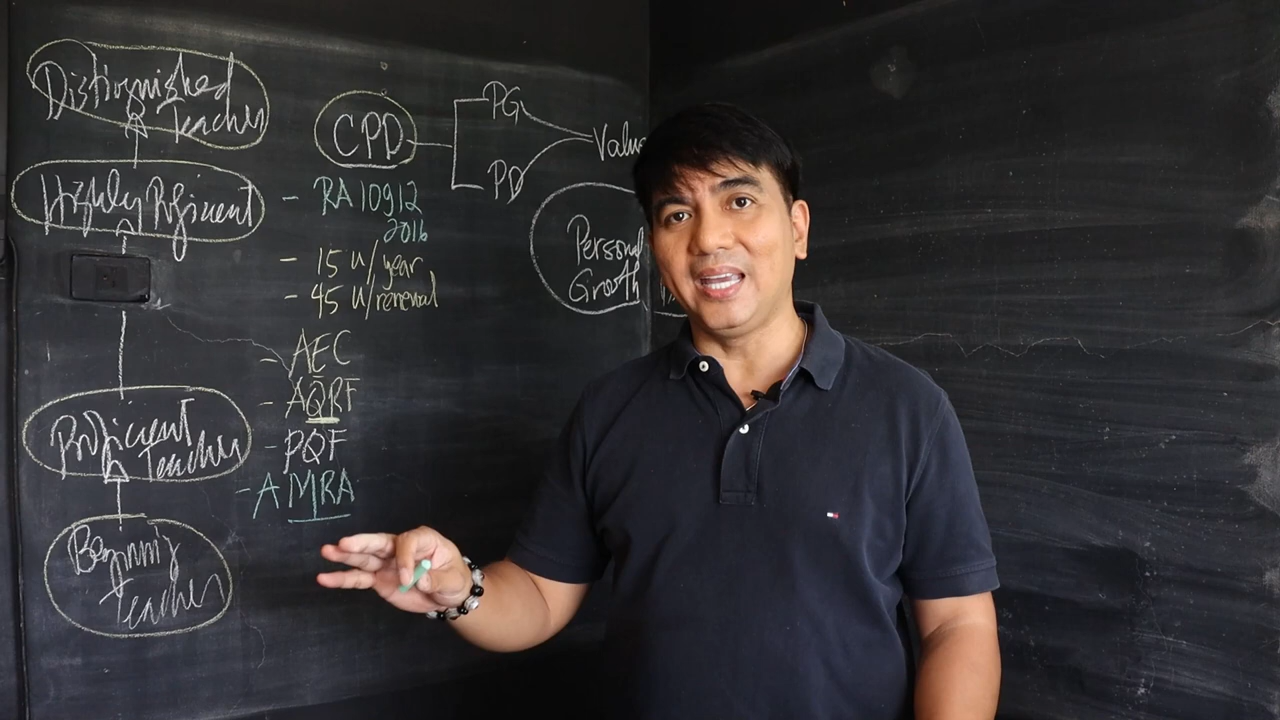 Distinguished
Teacher
Highly Proficient
Proficient
Teacher
Beginning
Teacher
CPD
PG
PD
Value
- RA 10912
2016
- 15 U/year
- 45 U/renewal
- AEC
- AQRF
- PQF
- AMRA
Personal
Growth